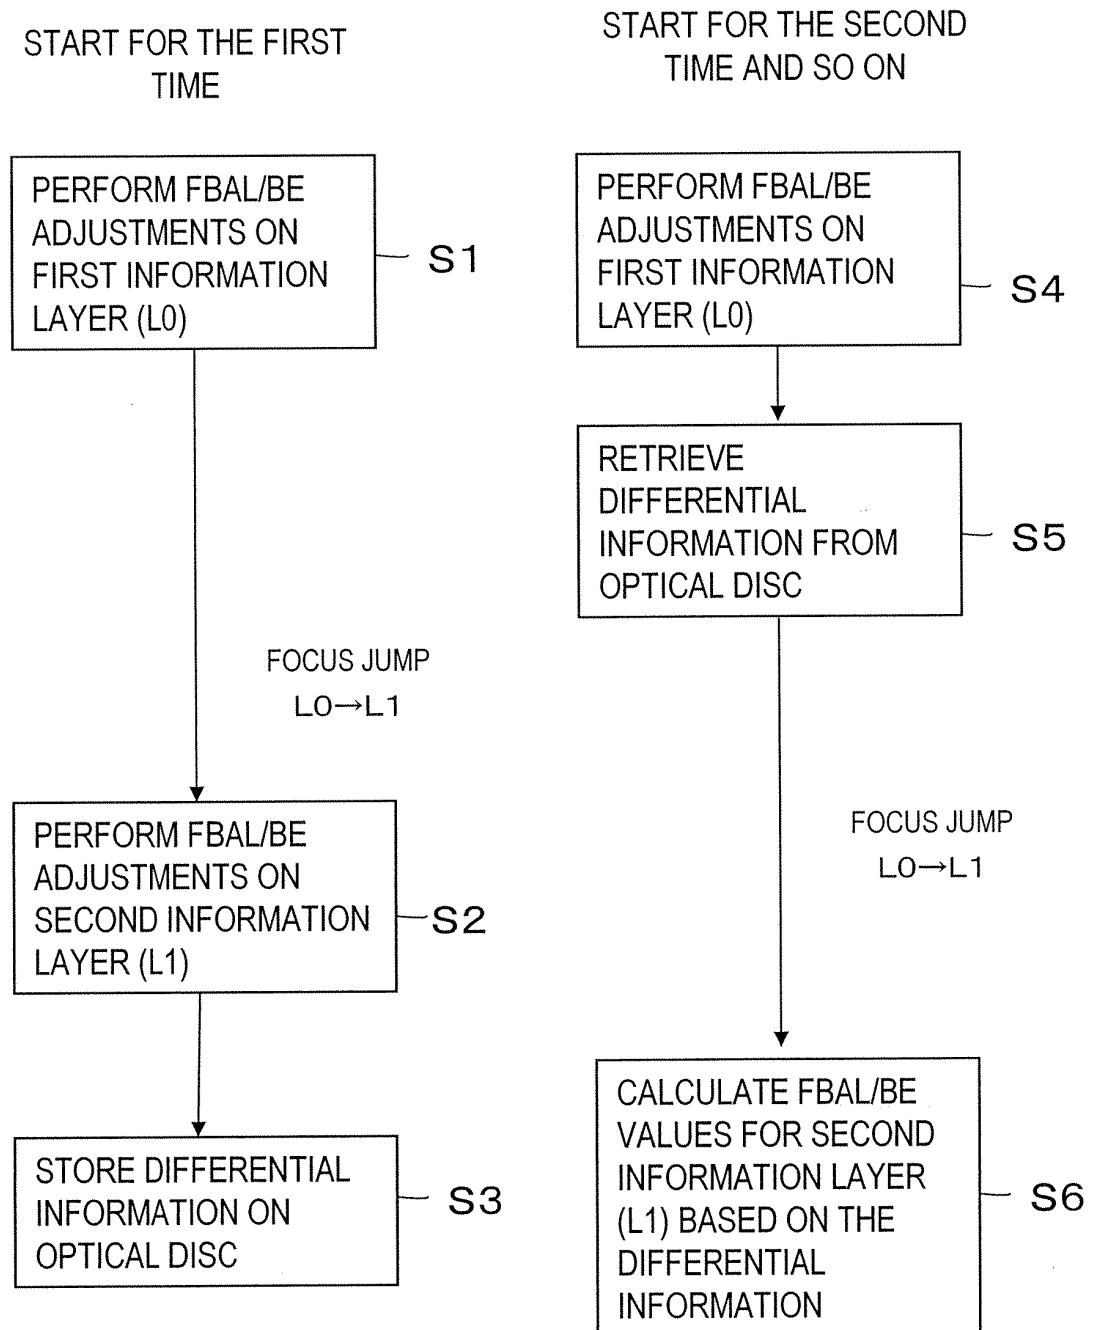 START FOR THE FIRST
TIME
PERFORM FBAL/BE
ADJUSTMENTS ON
FIRST INFORMATION
LAYER (L0)
S1
FOCUS JUMP
L0→L1
PERFORM FBAL/BE
ADJUSTMENTS ON
SECOND INFORMATION
LAYER (L1)
S2
STORE DIFFERENTIAL
INFORMATION ON
OPTICAL DISC
S3
START FOR THE SECOND
TIME AND SO ON
PERFORM FBAL/BE
ADJUSTMENTS ON
FIRST INFORMATION
LAYER (L0)
S4
RETRIEVE
DIFFERENTIAL
INFORMATION FROM
OPTICAL DISC
S5
FOCUS JUMP
L0→L1
CALCULATE FBAL/BE
VALUES FOR SECOND
INFORMATION LAYER
(L1) BASED ON THE
DIFFERENTIAL
INFORMATION
S6